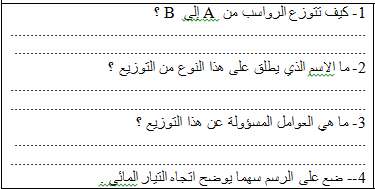 1- كيف تتوزع الرواسب من A إلى B ؟
2- ما الاسم الذي يطلق على هذا النوع من التوزيع ؟
3- ما هي العوامل المسؤولة عن هذا التوزيع ؟
4-- ضع على الرسم سهما يوضح اتجاه التيار المائي .